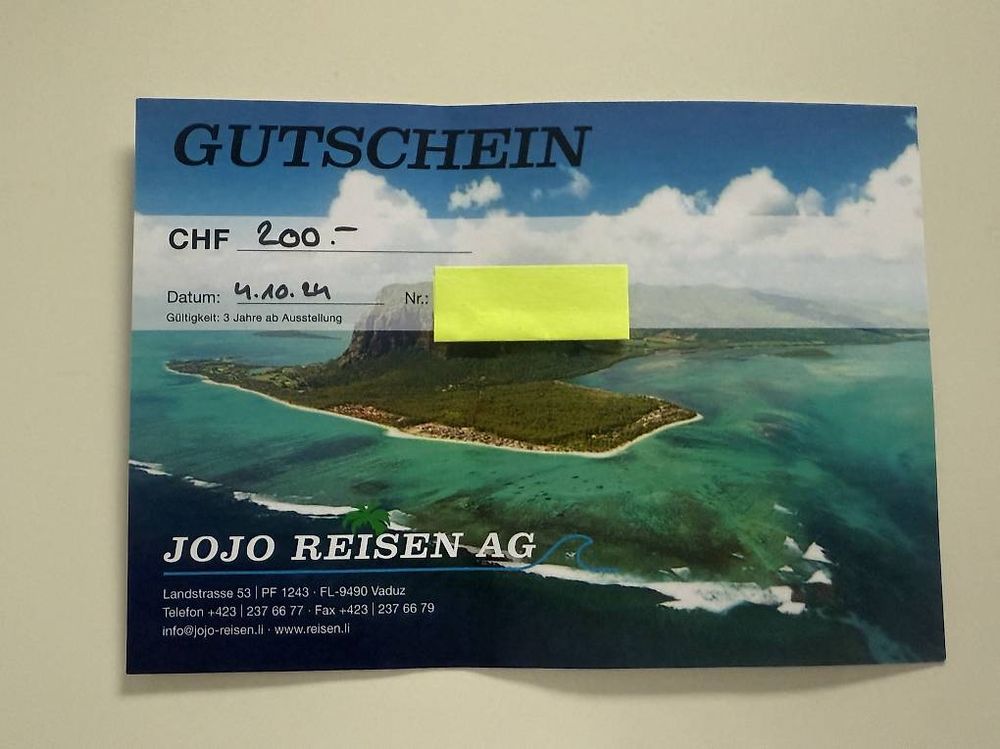 GUTSCHEIN
CHF 200.-
Datum: 4.10.24 Nr.:
Gültigkeit: 3 Jahre ab Ausstellung
JOJO REISEN AG
Landstrasse 53 | PF 1243 · FL-9490 Vaduz
Telefon +423 | 237 66 77 · Fax +423 | 237 66 79
info@jojo-reisen.li · www.reisen.li